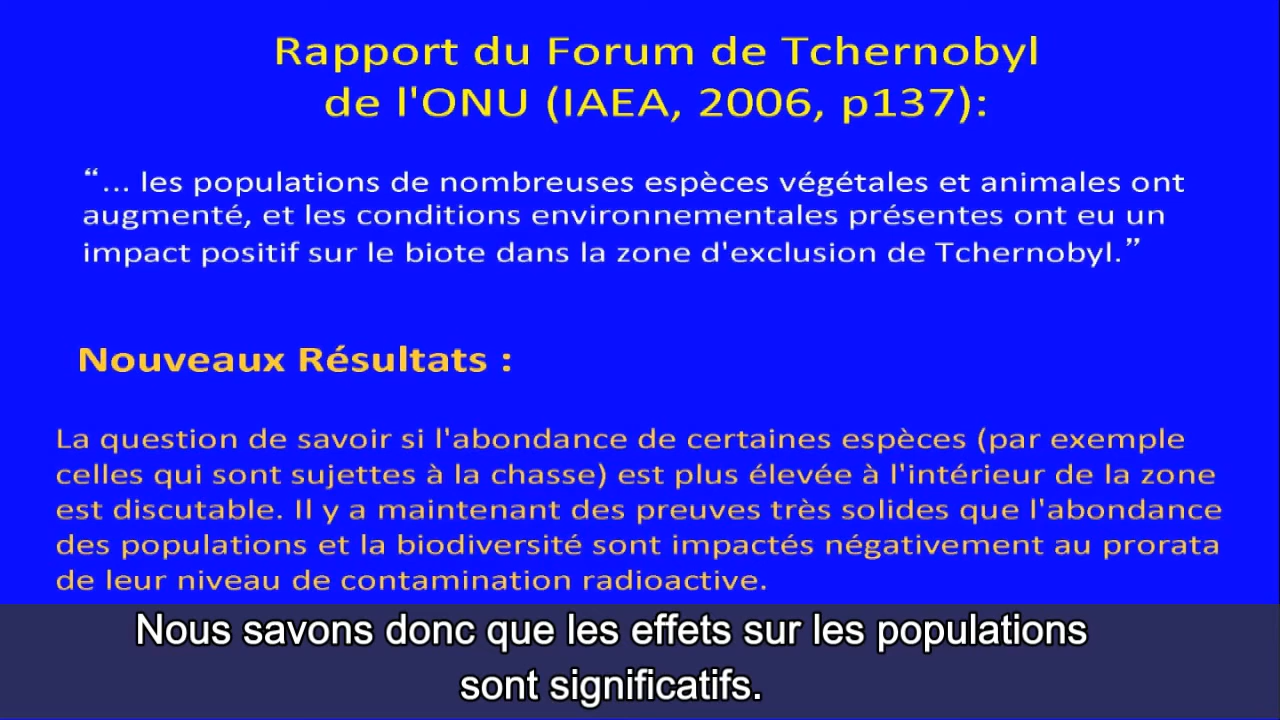 Rapport du Forum de Tchernobyl
de l'ONU (IAEA, 2006, p137):
“... les populations de nombreuses espèces végétales et animales ont
augmenté, et les conditions environnementales présentes ont eu un
impact positif sur le biote dans la zone d'exclusion de Tchernobyl.”
Nouveaux Résultats :
La question de savoir si l'abondance de certaines espèces (par exemple
celles qui sont sujettes à la chasse) est plus élevée à l'intérieur de la zone
est discutable. Il y a maintenant des preuves très solides que l'abondance
des populations et la biodiversité sont impactés négativement au prorata
de leur niveau de contamination radioactive.
Nous savons donc que les effets sur les populations
sont significatifs.